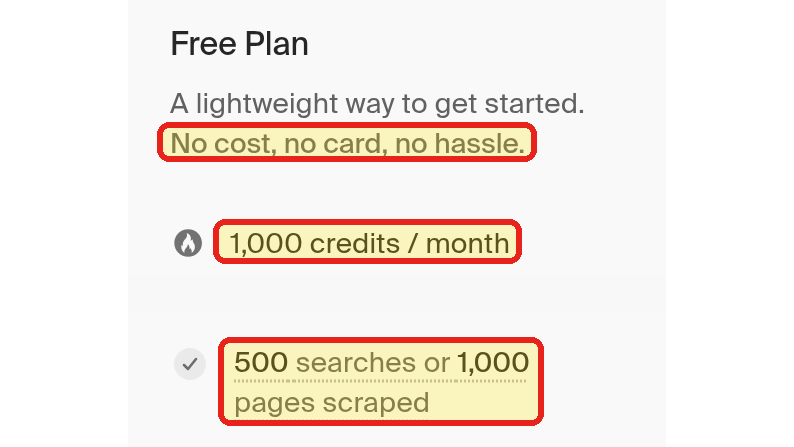 Free Plan
A lightweight way to get started.
No cost, no card, no hassle.
1,000 credits / month
500 searches or 1,000
pages scraped